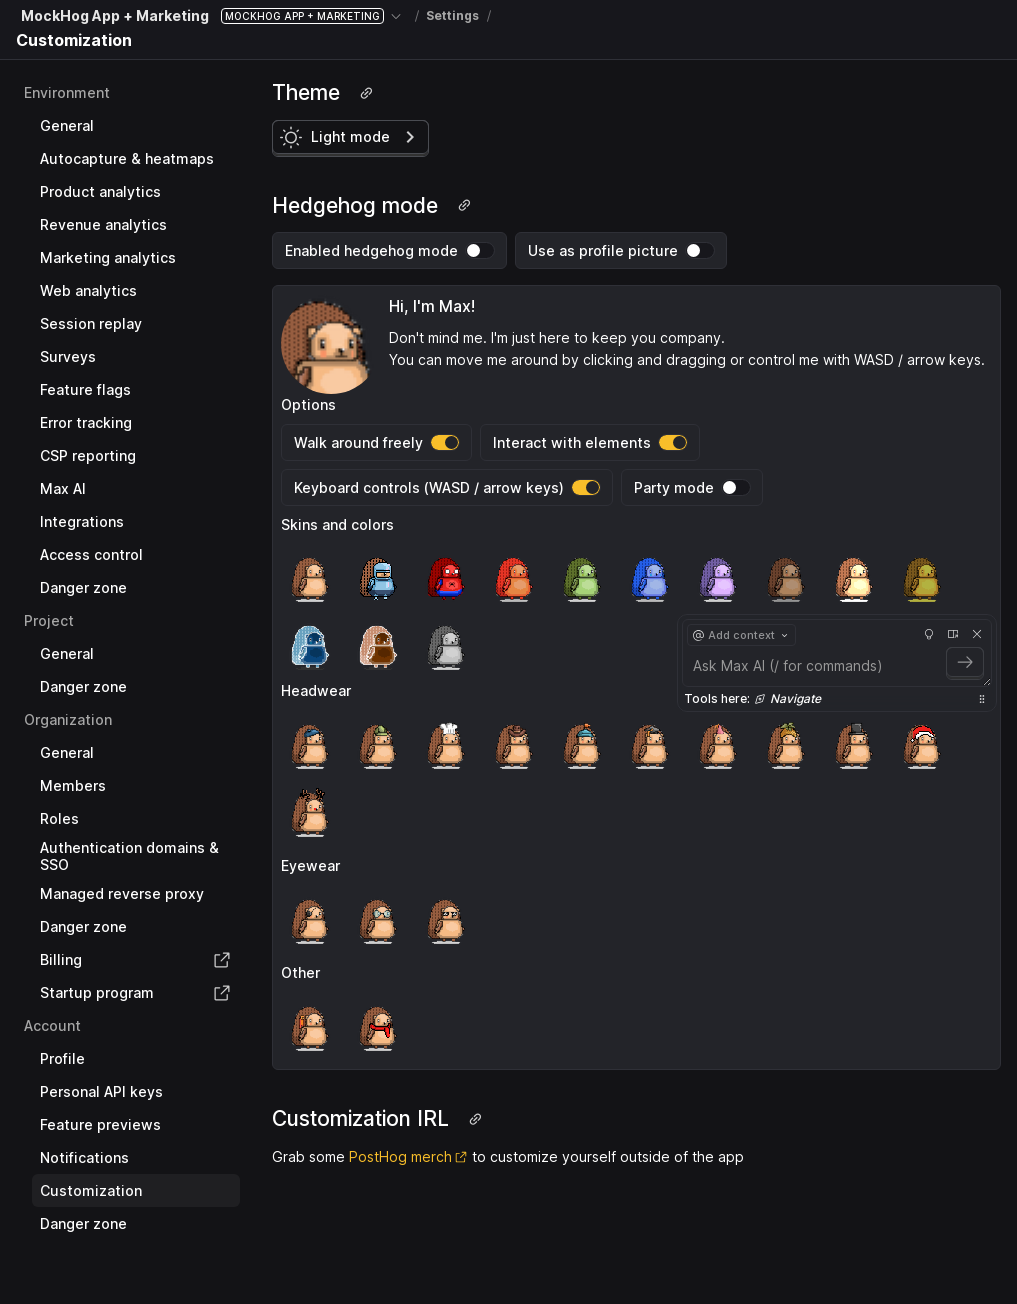 MockHog App + Marketing MOCKHOG APP + MARKETING / Settings /
Customization
Environment
General
Autocapture & heatmaps
Product analytics
Revenue analytics
Marketing analytics
Web analytics
Session replay
Surveys
Feature flags
Error tracking
CSP reporting
Max AI
Integrations
Access control
Danger zone
Project
General
Danger zone
Organization
General
Members
Roles
Authentication domains &
SSO
Managed reverse proxy
Danger zone
Billing
Startup program
Account
Profile
Personal API keys
Feature previews
Notifications
Customization
Danger zone
Theme
Light mode
Hedgehog mode
Enabled hedgehog mode Use as profile picture
Hi, I'm Max!
Don't mind me. I'm just here to keep you company.
You can move me around by clicking and dragging or control me with WASD / arrow keys.
Options
Walk around freely Interact with elements
Keyboard controls (WASD / arrow keys) Party mode
Skins and colors
@ Add context
Ask Max AI (/ for commands)
Tools here: Navigate
Headwear
Eyewear
Other
Customization IRL
Grab some PostHog merch to customize yourself outside of the app